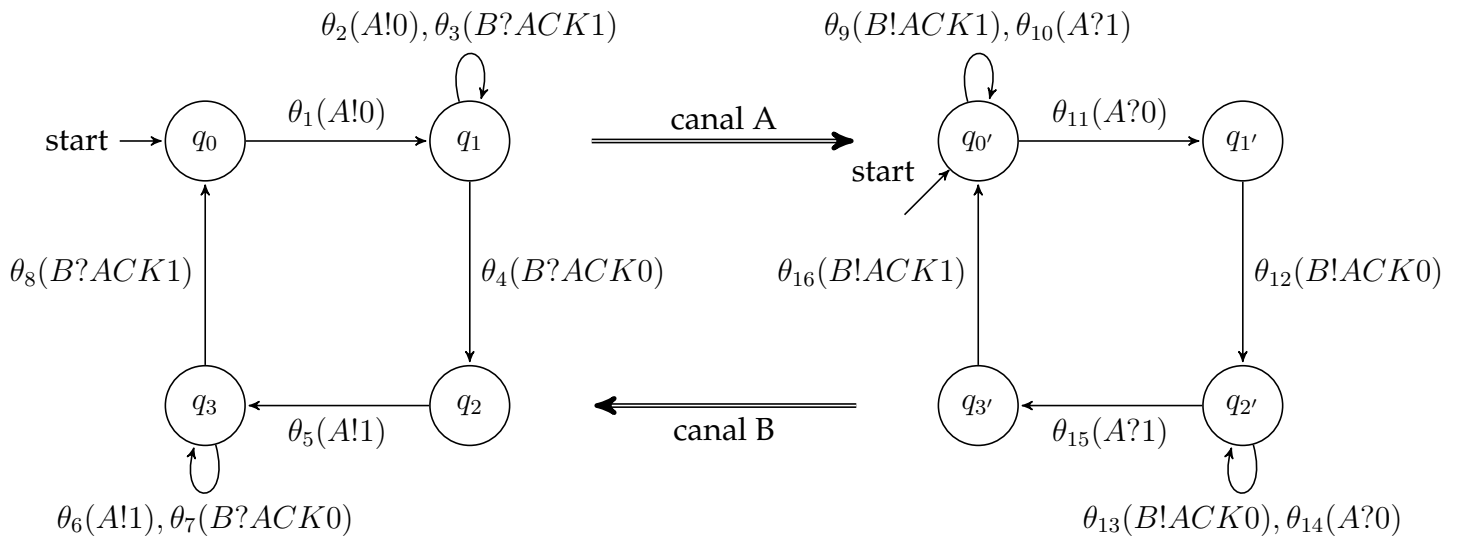 θ₂(A!0), θ₃(B?ACK1)
θ₉(B!ACK1), θ₁₀(A?1)
start
q₀
θ₁(A!0)
q₁
canal A
q₀′
θ₁₁(A?0)
q₁′
start
θ₈(B?ACK1)
θ₄(B?ACK0)
θ₁₆(B!ACK1)
θ₁₂(B!ACK0)
q₃
θ₅(A!1)
q₂
canal B
q₃′
θ₁₅(A?1)
q₂′
θ₆(A!1), θ₇(B?ACK0)
θ₁₃(B!ACK0), θ₁₄(A?0)